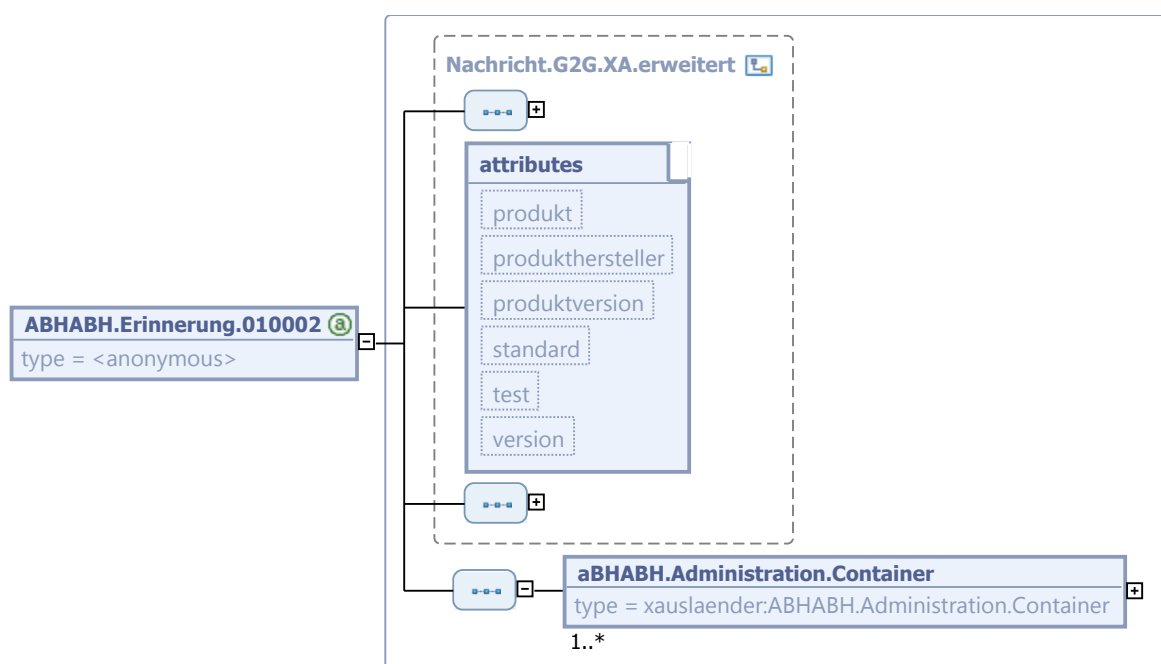 Nachricht.G2G.XA.erweitert
attributes
produkt
produkthersteller
produktversion
standard
test
version
ABHABH.Erinnerung.010002 a
type = <anonymous>
aBHABH.Administration.Container
type = xauslaender:ABHABH.Administration.Container
1..*